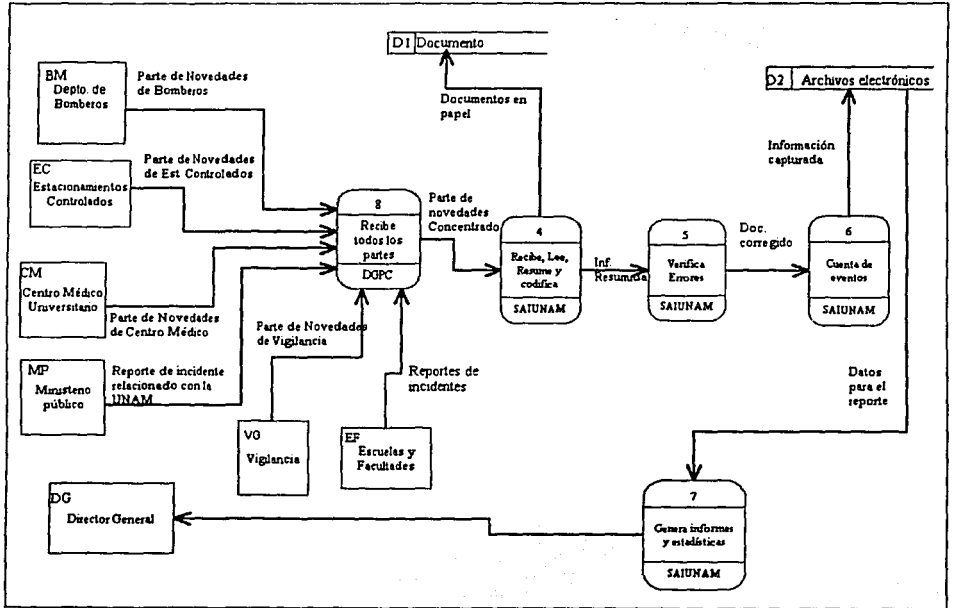 D1 Documento
BM
Depto. de
Bomberos
Parte de Novedades
de Bomberos
D2 Archivos electrónicos
Documentos en
papel
EC
Estacionamientos
Controlados
Parte de Novedades
de Est Controlados
Información
capturada
8
Recibe
todos los
partes
DGPC
Parte de
novedades
Concentrado
4
Recibe, Lee,
Resume y
codifica
SAIUNAM
Inf.
Resumida
5
Verifica
Errores
SAIUNAM
Doc.
corregido
6
Cuenta de
eventos
SAIUNAM
CM
Centro Médico
Universitario
Parte de Novedades
de Centro Médico
Parte de Novedades
de Vigilancia
MP
Ministerio
público
Reporte de incidente
relacionado con la
UNAM
Reportes de
incidentes
Datos
para el
reporte
VG
Vigilancia
EF
Escuelas y
Facultades
DG
Director General
7
Genera informes
y estadísticas
SAIUNAM